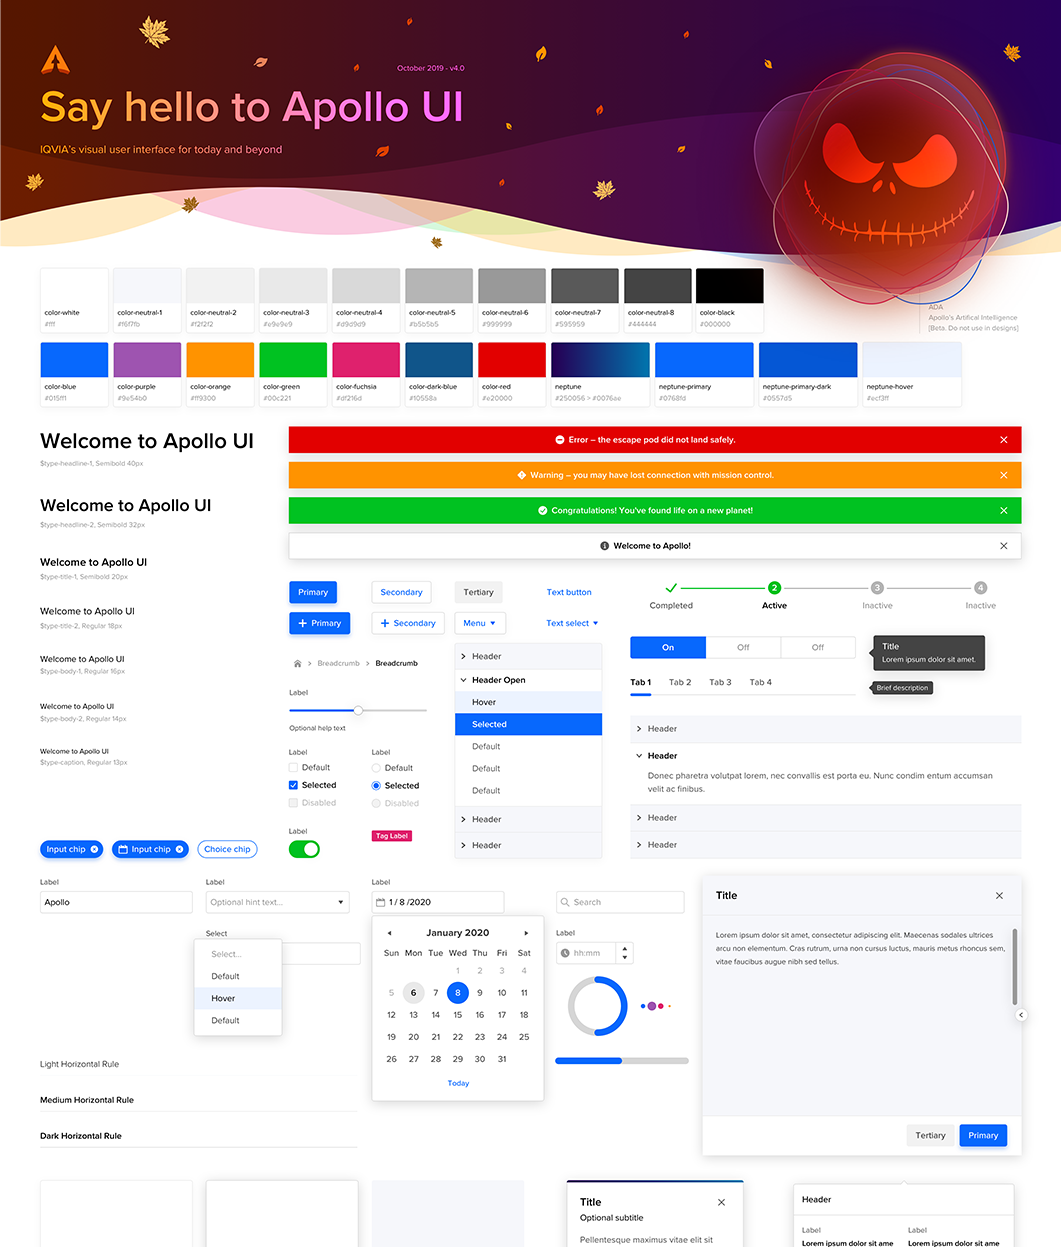 October 2019 - v4.0
Say hello to Apollo UI
IQVIA's visual user interface for today and beyond
ADA
Apollo's Artifical Intelligence
[Beta. Do not use in designs]
color-white
#fff
color-neutral-1
#f6f7fb
color-neutral-2
#f2f2f2
color-neutral-3
#e9e9e9
color-neutral-4
#d9d9d9
color-neutral-5
#b5b5b5
color-neutral-6
#999999
color-neutral-7
#595959
color-neutral-8
#444444
color-black
#000000
color-blue
#015ff1
color-purple
#9e54b0
color-orange
#ff9300
color-green
#00c221
color-fuchsia
#df216d
color-dark-blue
#10558a
color-red
#e20000
neptune
#250056 > #0076ae
neptune-primary
#0768fd
neptune-primary-dark
#0557d5
neptune-hover
#ecf3ff
Welcome to Apollo UI
$type-headline-1, Semibold 40px
Welcome to Apollo UI
$type-headline-2, Semibold 32px
Welcome to Apollo UI
$type-title-1, Semibold 20px
Welcome to Apollo UI
$type-title-2, Regular 18px
Welcome to Apollo UI
$type-body-1, Regular 16px
Welcome to Apollo UI
$type-body-2, Regular 14px
Welcome to Apollo UI
$type-caption, Regular 13px
Error – the escape pod did not land safely.
Warning – you may have lost connection with mission control.
Congratulations! You've found life on a new planet!
Welcome to Apollo!
Primary
Secondary
Tertiary
Text button
Primary
Secondary
Menu
Text select
2
3
4
Completed
Active
Inactive
Inactive
Breadcrumb
Breadcrumb
Label
Optional help text
Label
Default
Selected
Disabled
Label
Default
Selected
Disabled
Label
Tag Label
Header
Header Open
Hover
Selected
Default
Default
Default
Header
Header
On
Off
Off
Title
Lorem ipsum dolor sit amet.
Tab 1
Tab 2
Tab 3
Tab 4
Brief description
Header
Header
Donec pharetra volutpat lorem, nec convallis est porta eu. Nunc condim entum accumsan
velit ac finibus.
Header
Header
Input chip
Input chip
Choice chip
Label
Apollo
Label
Optional hint text...
Select
Select...
Default
Hover
Default
Label
1 / 8 /2020
January 2020
Sun Mon Tue Wed Thu Fri Sat
1 2 3 4
5 6 7 8 9 10 11
12 13 14 15 16 17 18
19 20 21 22 23 24 25
26 27 28 29 30 31
Today
Search
Label
hh:mm
Title
Lorem ipsum dolor sit amet, consectetur adipiscing elit. Maecenas sodales ultrices
arcu non elementum. Cras rutrum, urna non cursus luctus, mauris metus rhoncus sem,
vitae faucibus augue nibh sed tellus.
Tertiary
Primary
Light Horizontal Rule
Medium Horizontal Rule
Dark Horizontal Rule
Title
Optional subtitle
Pellentesque maximus vitae elit sit
Header
Label
Lorem ipsum dolor sit ame
Label
Lorem ipsum dolor sit ame